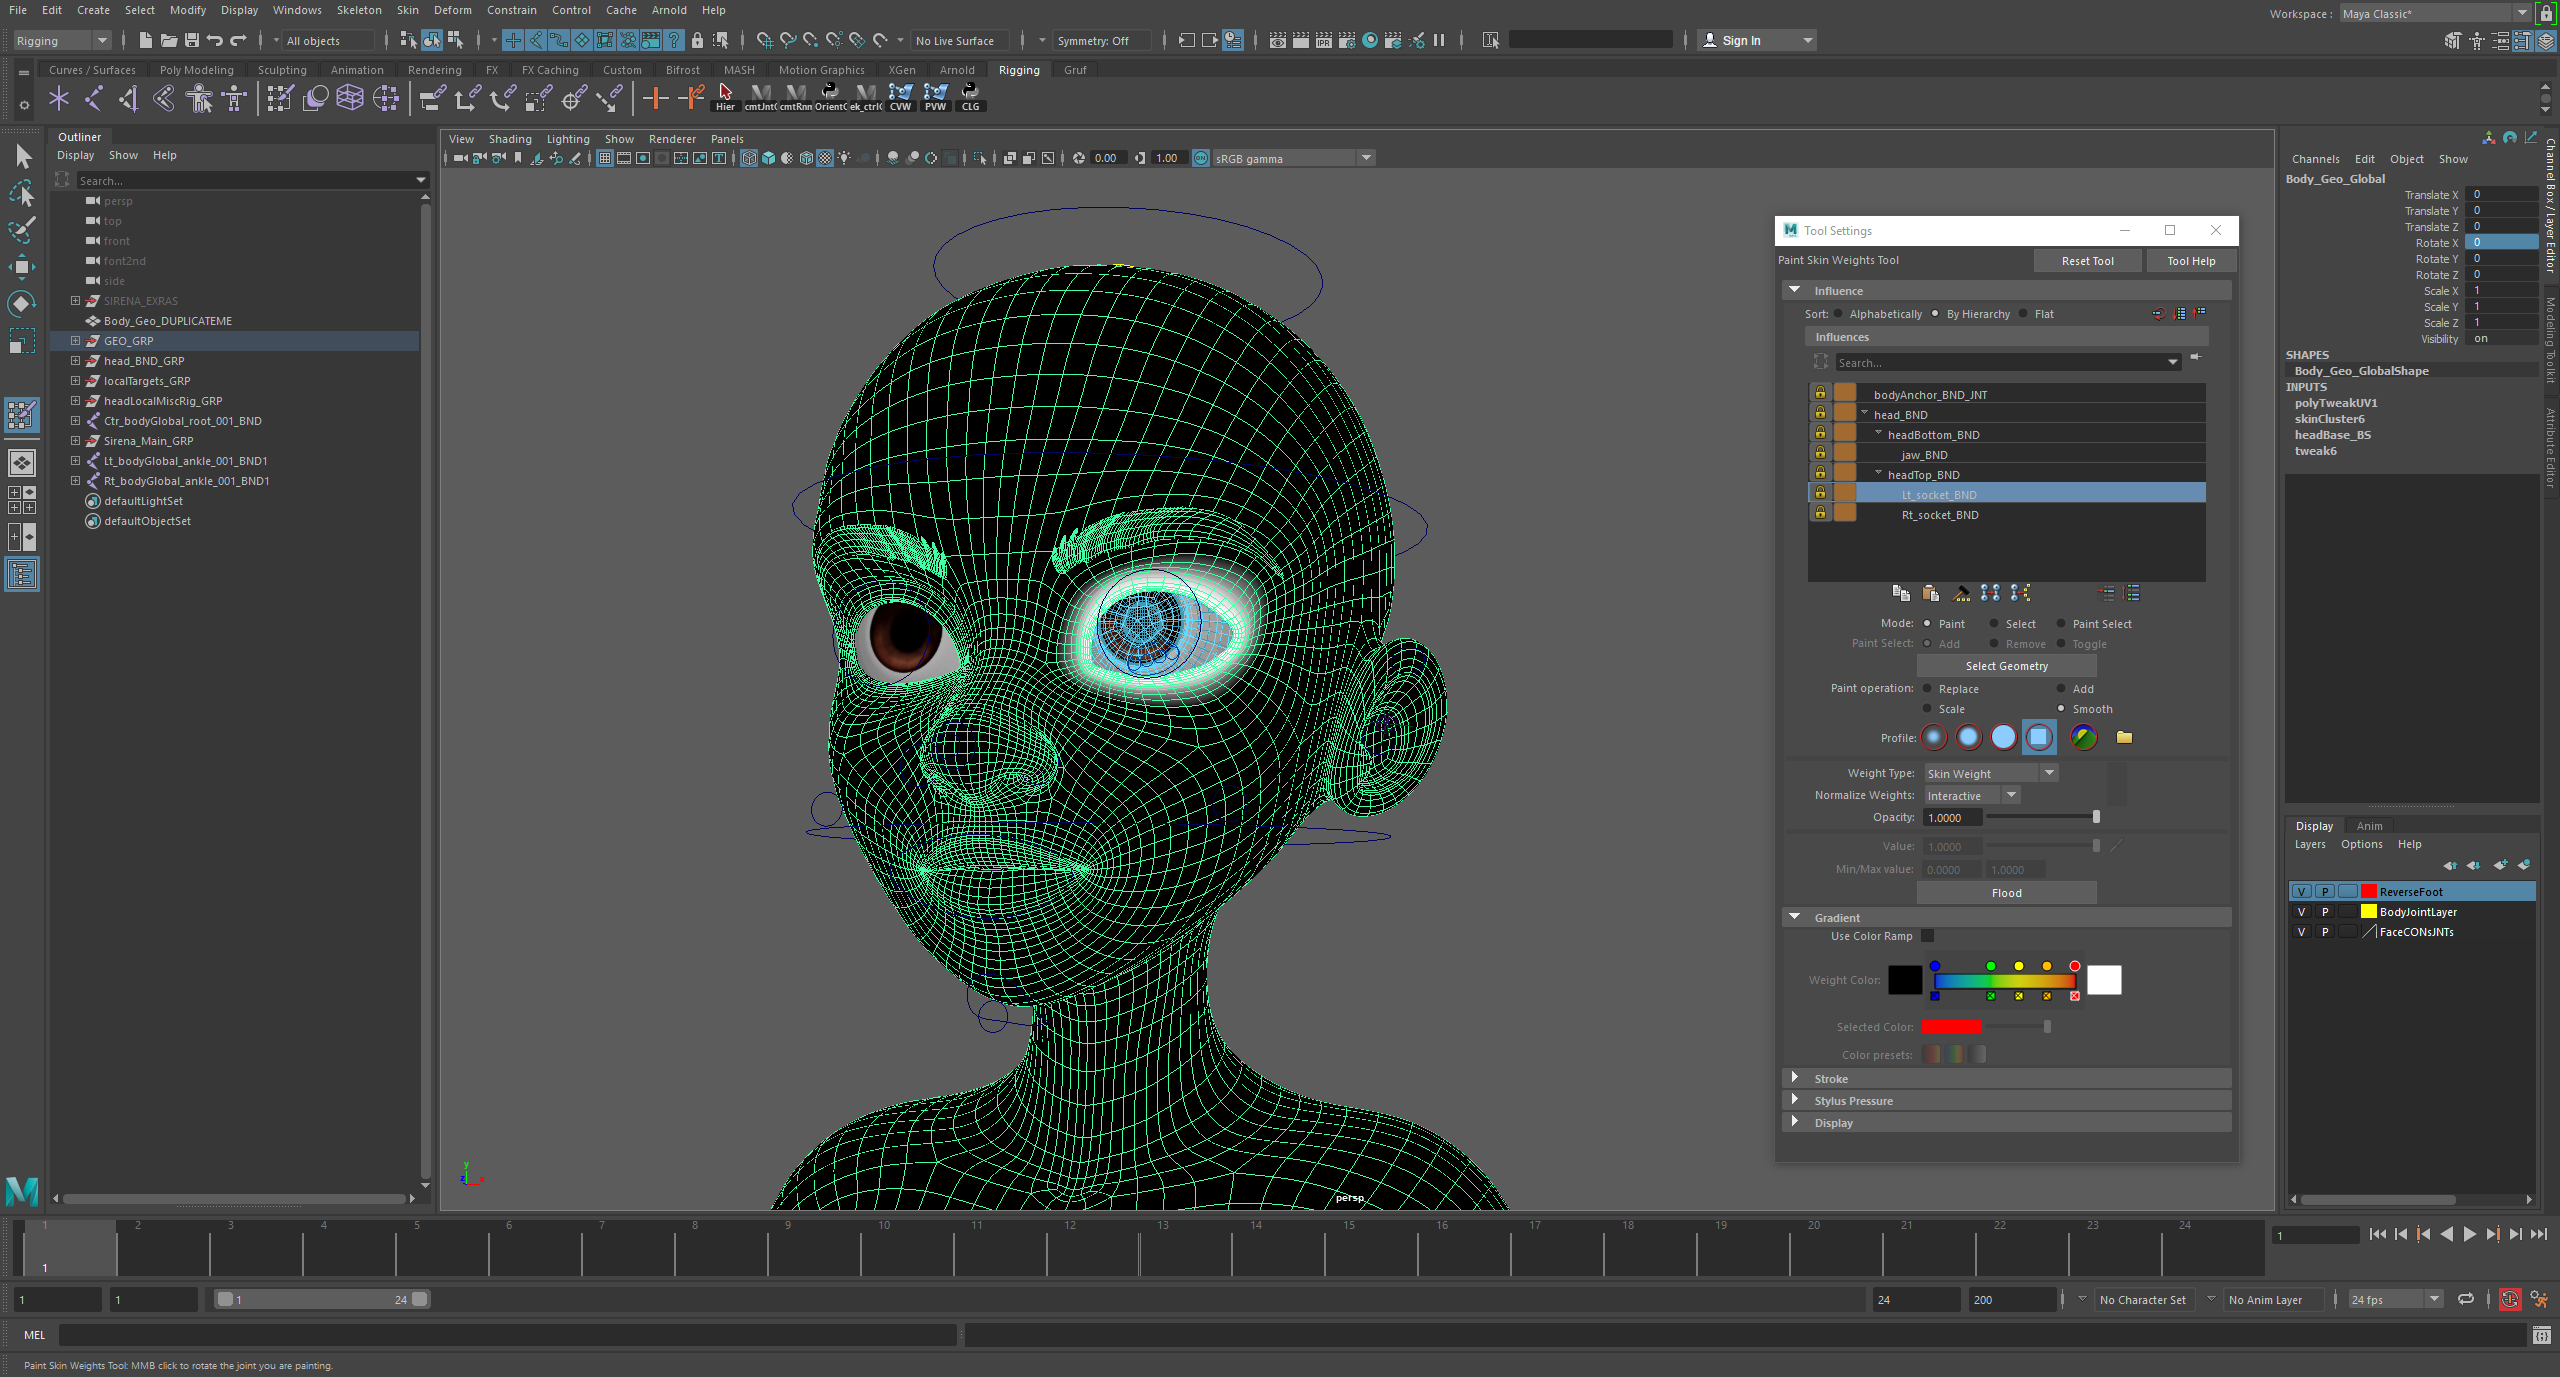 File Edit Create Select Modify Display Windows Skeleton Skin Deform Constrain Control Cache Arnold Help
Workspace : Maya Classic*
Rigging All objects No Live Surface Symmetry: Off Sign In
Curves / Surfaces Poly Modeling Sculpting Animation Rendering FX FX Caching Custom Bifrost MASH Motion Graphics XGen Arnold Rigging Gruf
Hier cmtJntO cmtRnn OrientC ek_ctrlC CVW PVW CLG
Outliner
Display Show Help
Search...
persp
top
front
font2nd
side
SIRENA_EXRAS
Body_Geo_DUPLICATEME
GEO_GRP
head_BND_GRP
localTargets_GRP
headLocalMiscRig_GRP
Ctr_bodyGlobal_root_001_BND
Sirena_Main_GRP
Lt_bodyGlobal_ankle_001_BND1
Rt_bodyGlobal_ankle_001_BND1
defaultLightSet
defaultObjectSet
View Shading Lighting Show Renderer Panels
0.00 1.00 ON sRGB gamma
persp
y
z x
Tool Settings
Paint Skin Weights Tool Reset Tool Tool Help
Influence
Sort: Alphabetically By Hierarchy Flat
Influences
Search...
bodyAnchor_BND_JNT
head_BND
headBottom_BND
jaw_BND
headTop_BND
Lt_socket_BND
Rt_socket_BND
Mode: Paint Select Paint Select
Paint Select: Add Remove Toggle
Select Geometry
Paint operation: Replace Add
Scale Smooth
Profile:
Weight Type: Skin Weight
Normalize Weights: Interactive
Opacity: 1.0000
Value: 1.0000
Min/Max value: 0.0000 1.0000
Flood
Gradient
Use Color Ramp
Weight Color:
Selected Color:
Color presets:
Stroke
Stylus Pressure
Display
Channels Edit Object Show
Body_Geo_Global
Translate X 0
Translate Y 0
Translate Z 0
Rotate X 0
Rotate Y 0
Rotate Z 0
Scale X 1
Scale Y 1
Scale Z 1
Visibility on
SHAPES
Body_Geo_GlobalShape
INPUTS
polyTweakUV1
skinCluster6
headBase_BS
tweak6
Channel Box / Layer Editor
Modeling Toolkit
Attribute Editor
Display Anim
Layers Options Help
V P ReverseFoot
V P BodyJointLayer
V P FaceCONsJNTs
1 2 3 4 5 6 7 8 9 10 11 12 13 14 15 16 17 18 19 20 21 22 23 24
1
1
1 1 1 24 24 200 No Character Set No Anim Layer 24 fps
MEL
Paint Skin Weights Tool: MMB click to rotate the joint you are painting.